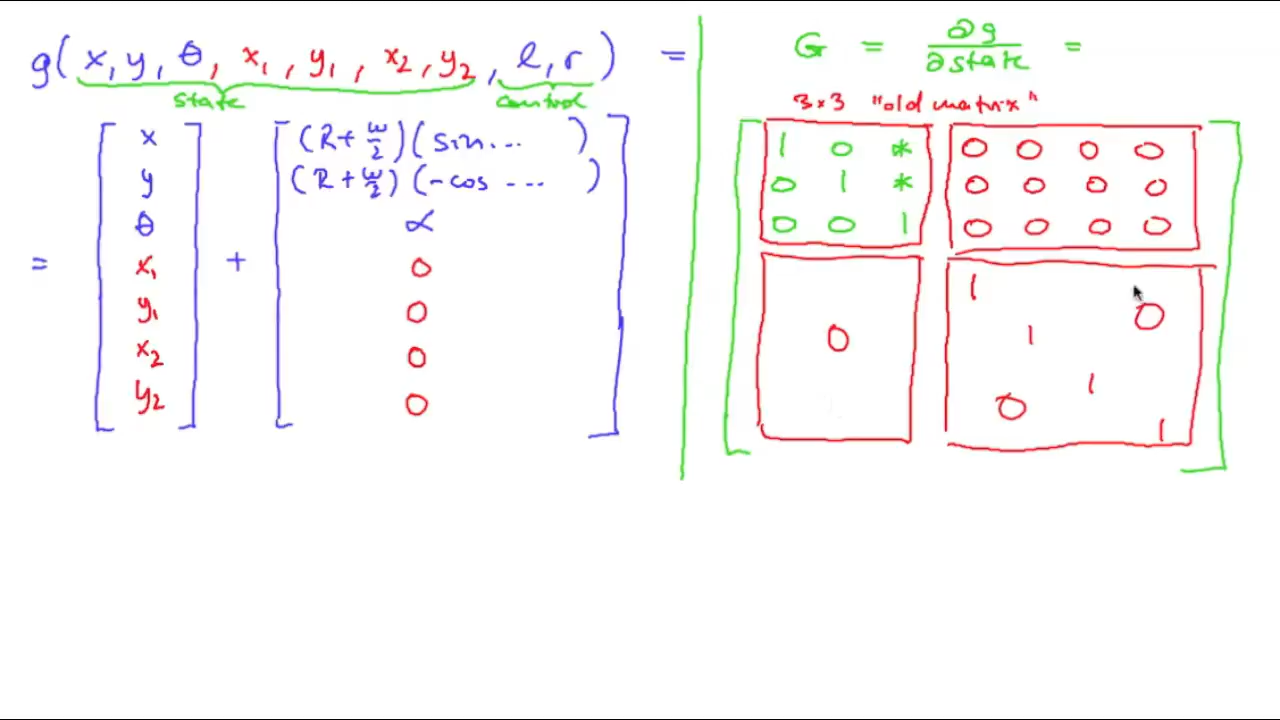 g( x, y, θ, x₁, y₁, x₂, y₂, l, r ) =
state control
= [ x y θ x₁ y₁ x₂ y₂ ] + [ (R + w/2)(sin... ) (R + w/2)(-cos ... ) α 0 0 0 0 ]
G = ∂g/∂state =
3×3 "old matrix"
1 0 * 0 0 0 0
0 1 * 0 0 0 0
0 0 1 0 0 0 0
1
0
0 1
1
0
1